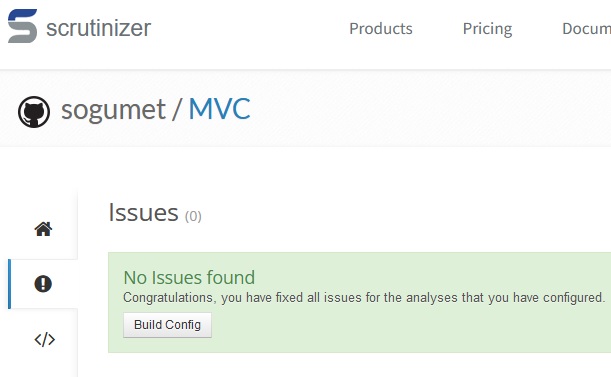 scrutinizer
Products Pricing Docum
sogumet / MVC
Issues (0)
No Issues found
Congratulations, you have fixed all issues for the analyses that you have configured.
Build Config